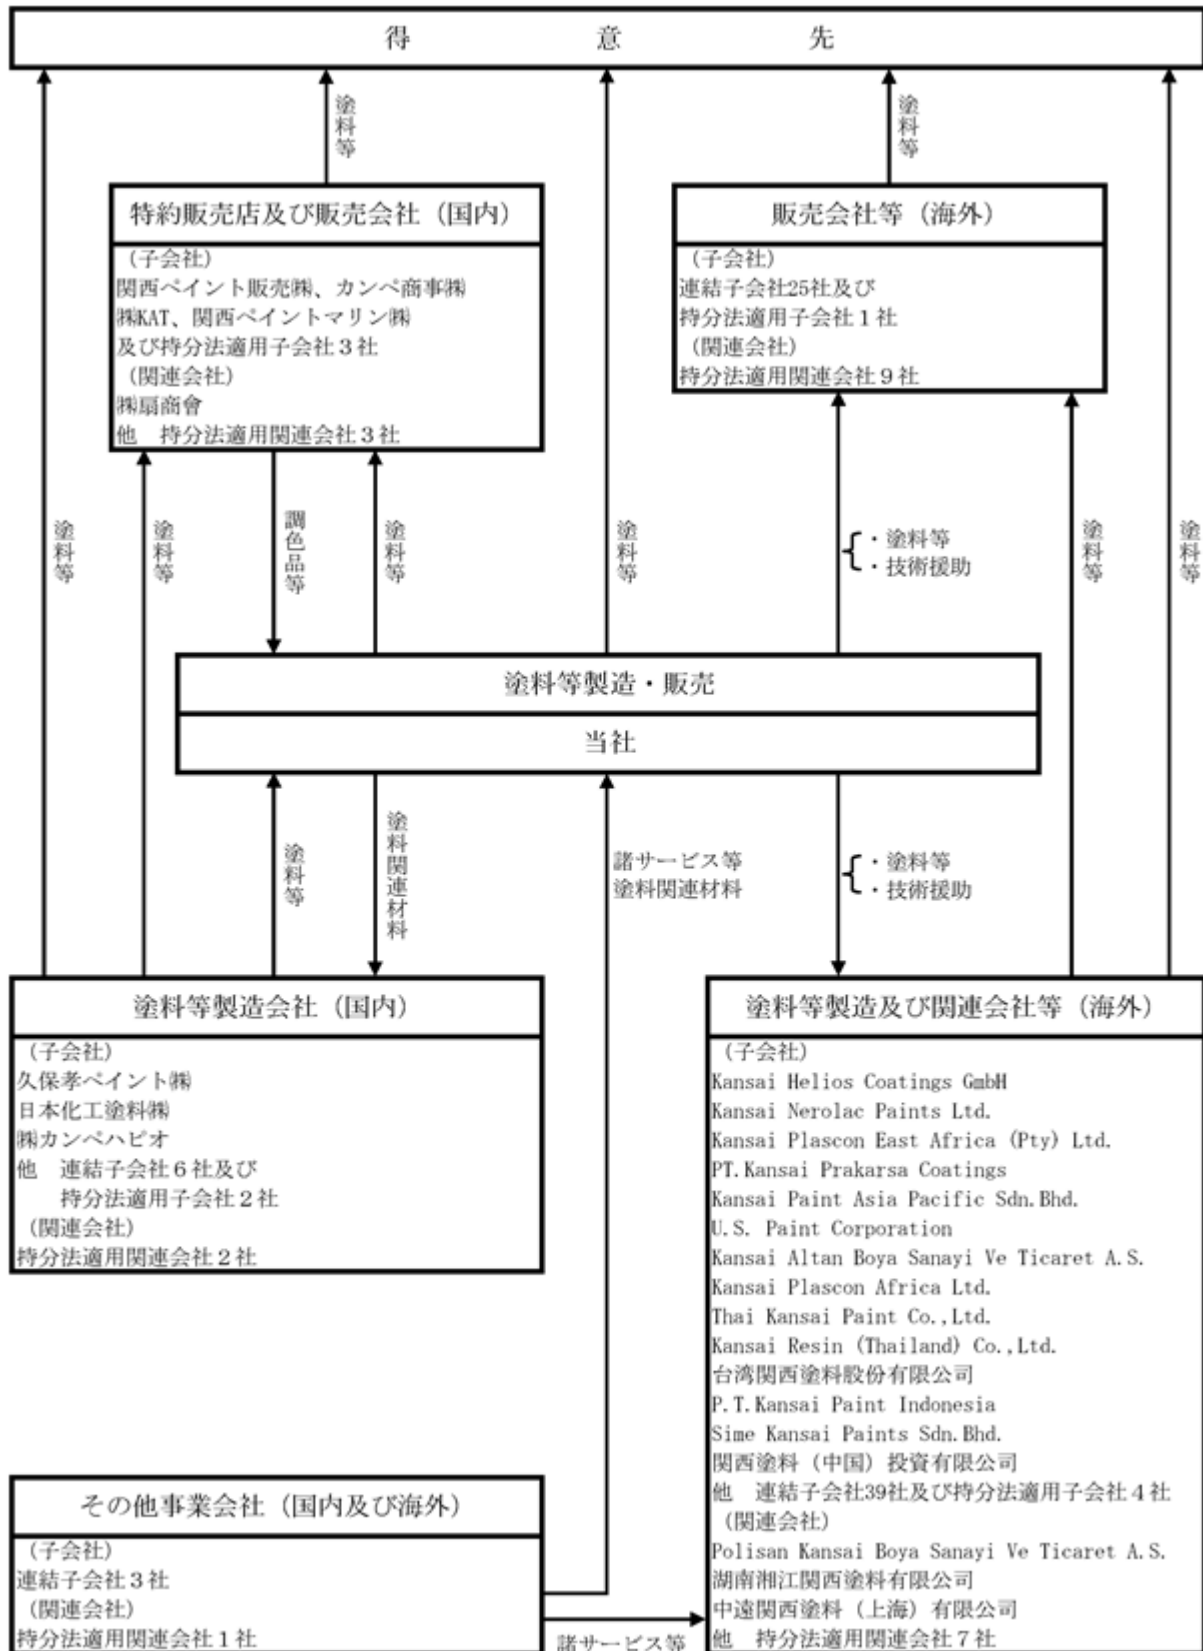 得意先
塗料等
塗料等
特約販売店及び販売会社（国内）
（子会社）
関西ペイント販売㈱、カンペ商事㈱
㈱KAT、関西ペイントマリン㈱
及び持分法適用子会社３社
（関連会社）
㈱扇商會
他　持分法適用関連会社３社
販売会社等（海外）
（子会社）
連結子会社25社及び
持分法適用子会社１社
（関連会社）
持分法適用関連会社９社
塗料等
塗料等
調色品等
塗料等
塗料等
・塗料等
・技術援助
塗料等
塗料等
塗料等製造・販売
当社
塗料等
塗料関連材料
諸サービス等
塗料関連材料
・塗料等
・技術援助
塗料等製造会社（国内）
（子会社）
久保孝ペイント㈱
日本化工塗料㈱
㈱カンペハピオ
他　連結子会社６社及び
持分法適用子会社２社
（関連会社）
持分法適用関連会社２社
塗料等製造及び関連会社等（海外）
（子会社）
Kansai Helios Coatings GmbH
Kansai Nerolac Paints Ltd.
Kansai Plascon East Africa (Pty) Ltd.
PT.Kansai Prakarsa Coatings
Kansai Paint Asia Pacific Sdn.Bhd.
U.S. Paint Corporation
Kansai Altan Boya Sanayi Ve Ticaret A.S.
Kansai Plascon Africa Ltd.
Thai Kansai Paint Co.,Ltd.
Kansai Resin (Thailand) Co.,Ltd.
台湾関西塗料股份有限公司
P.T.Kansai Paint Indonesia
Sime Kansai Paints Sdn.Bhd.
関西塗料（中国）投資有限公司
他　連結子会社39社及び持分法適用子会社４社
（関連会社）
Polisan Kansai Boya Sanayi Ve Ticaret A.S.
湖南湘江関西塗料有限公司
中遠関西塗料（上海）有限公司
他　持分法適用関連会社７社
その他事業会社（国内及び海外）
（子会社）
連結子会社３社
（関連会社）
持分法適用関連会社１社
諸サービス等